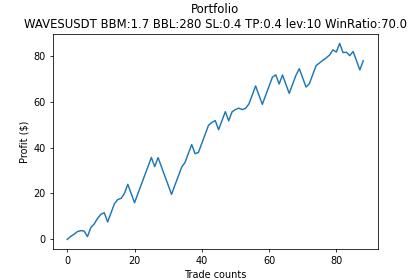 Portfolio
WAVESUSDT BBM:1.7 BBL:280 SL:0.4 TP:0.4 lev:10 WinRatio:70.0
Profit ($)
80
60
40
20
0
0 20 40 60 80
Trade counts